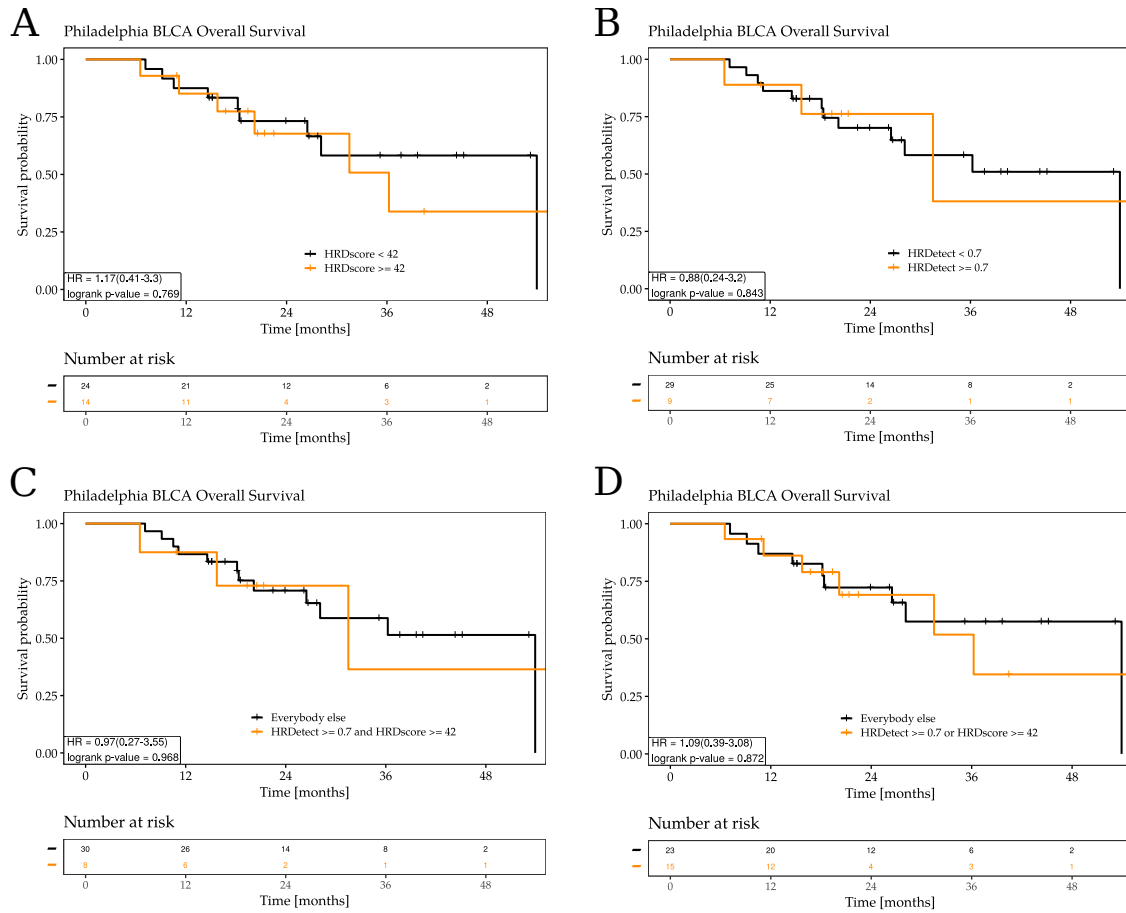 A
Philadelphia BLCA Overall Survival
Survival probability
1.00
0.75
0.50
0.25
0.00
HRDscore < 42
HRDscore >= 42
HR = 1.17(0.41-3.3)
logrank p-value = 0.769
0 12 24 36 48
Time [months]
Number at risk
24 21 12 6 2
14 11 4 3 1
0 12 24 36 48
Time [months]
B
Philadelphia BLCA Overall Survival
Survival probability
1.00
0.75
0.50
0.25
0.00
HRDetect < 0.7
HRDetect >= 0.7
HR = 0.88(0.24-3.2)
logrank p-value = 0.843
0 12 24 36 48
Time [months]
Number at risk
29 25 14 8 2
9 7 2 1 1
0 12 24 36 48
Time [months]
C
Philadelphia BLCA Overall Survival
Survival probability
1.00
0.75
0.50
0.25
0.00
Everybody else
HRDetect >= 0.7 and HRDscore >= 42
HR = 0.97(0.27-3.55)
logrank p-value = 0.968
0 12 24 36 48
Time [months]
Number at risk
30 26 14 8 2
8 6 2 1 1
0 12 24 36 48
Time [months]
D
Philadelphia BLCA Overall Survival
Survival probability
1.00
0.75
0.50
0.25
0.00
Everybody else
HRDetect >= 0.7 or HRDscore >= 42
HR = 1.09(0.39-3.08)
logrank p-value = 0.872
0 12 24 36 48
Time [months]
Number at risk
23 20 12 6 2
15 12 4 3 1
0 12 24 36 48
Time [months]